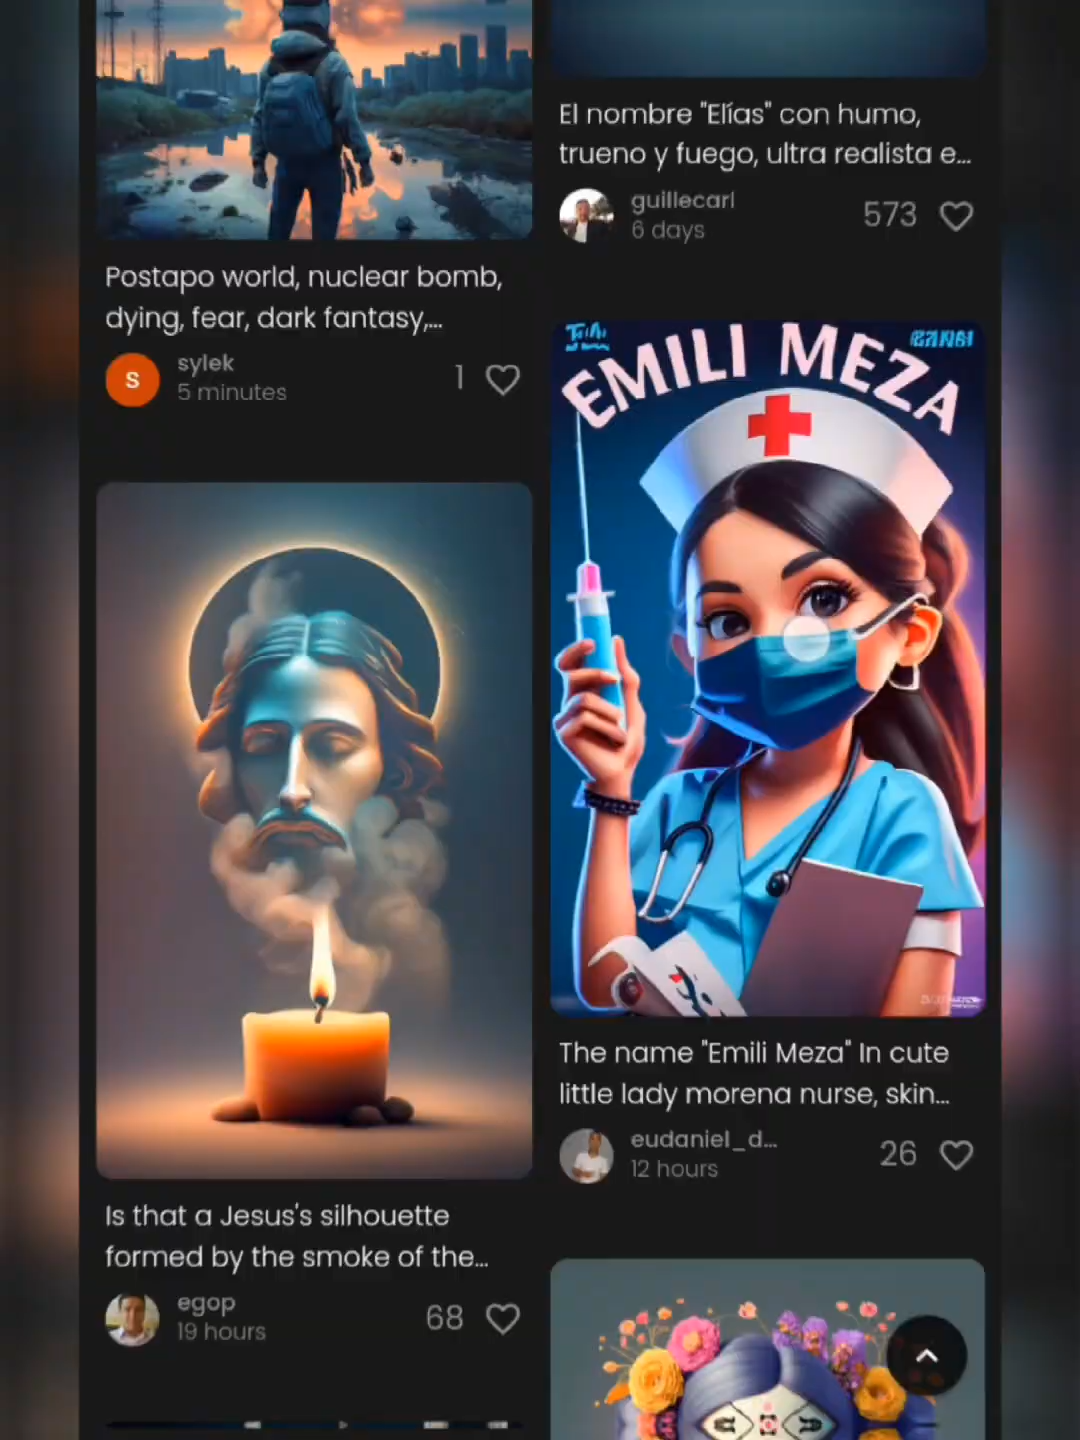 Postapo world, nuclear bomb,
dying, fear, dark fantasy,...
S
sylek
5 minutes
1
Is that a Jesus's silhouette
formed by the smoke of the...
egop
19 hours
68
El nombre "Elías" con humo,
trueno y fuego, ultra realista e...
guillecarl
6 days
573
EMILI MEZA
The name "Emili Meza" In cute
little lady morena nurse, skin...
eudaniel_d...
12 hours
26